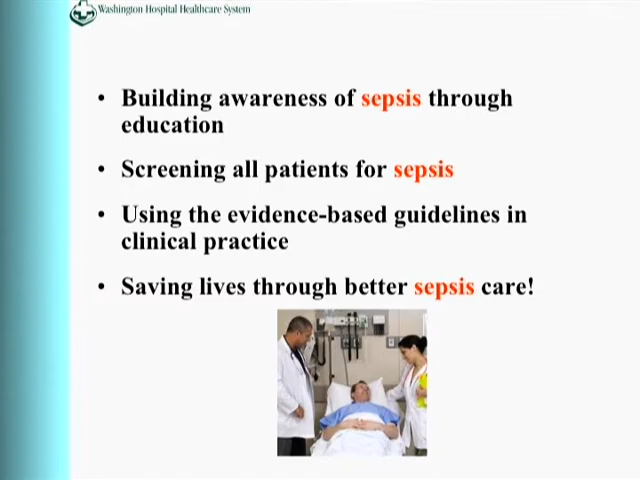 Washington Hospital Healthcare System
• Building awareness of sepsis through
education
• Screening all patients for sepsis
• Using the evidence-based guidelines in
clinical practice
• Saving lives through better sepsis care!